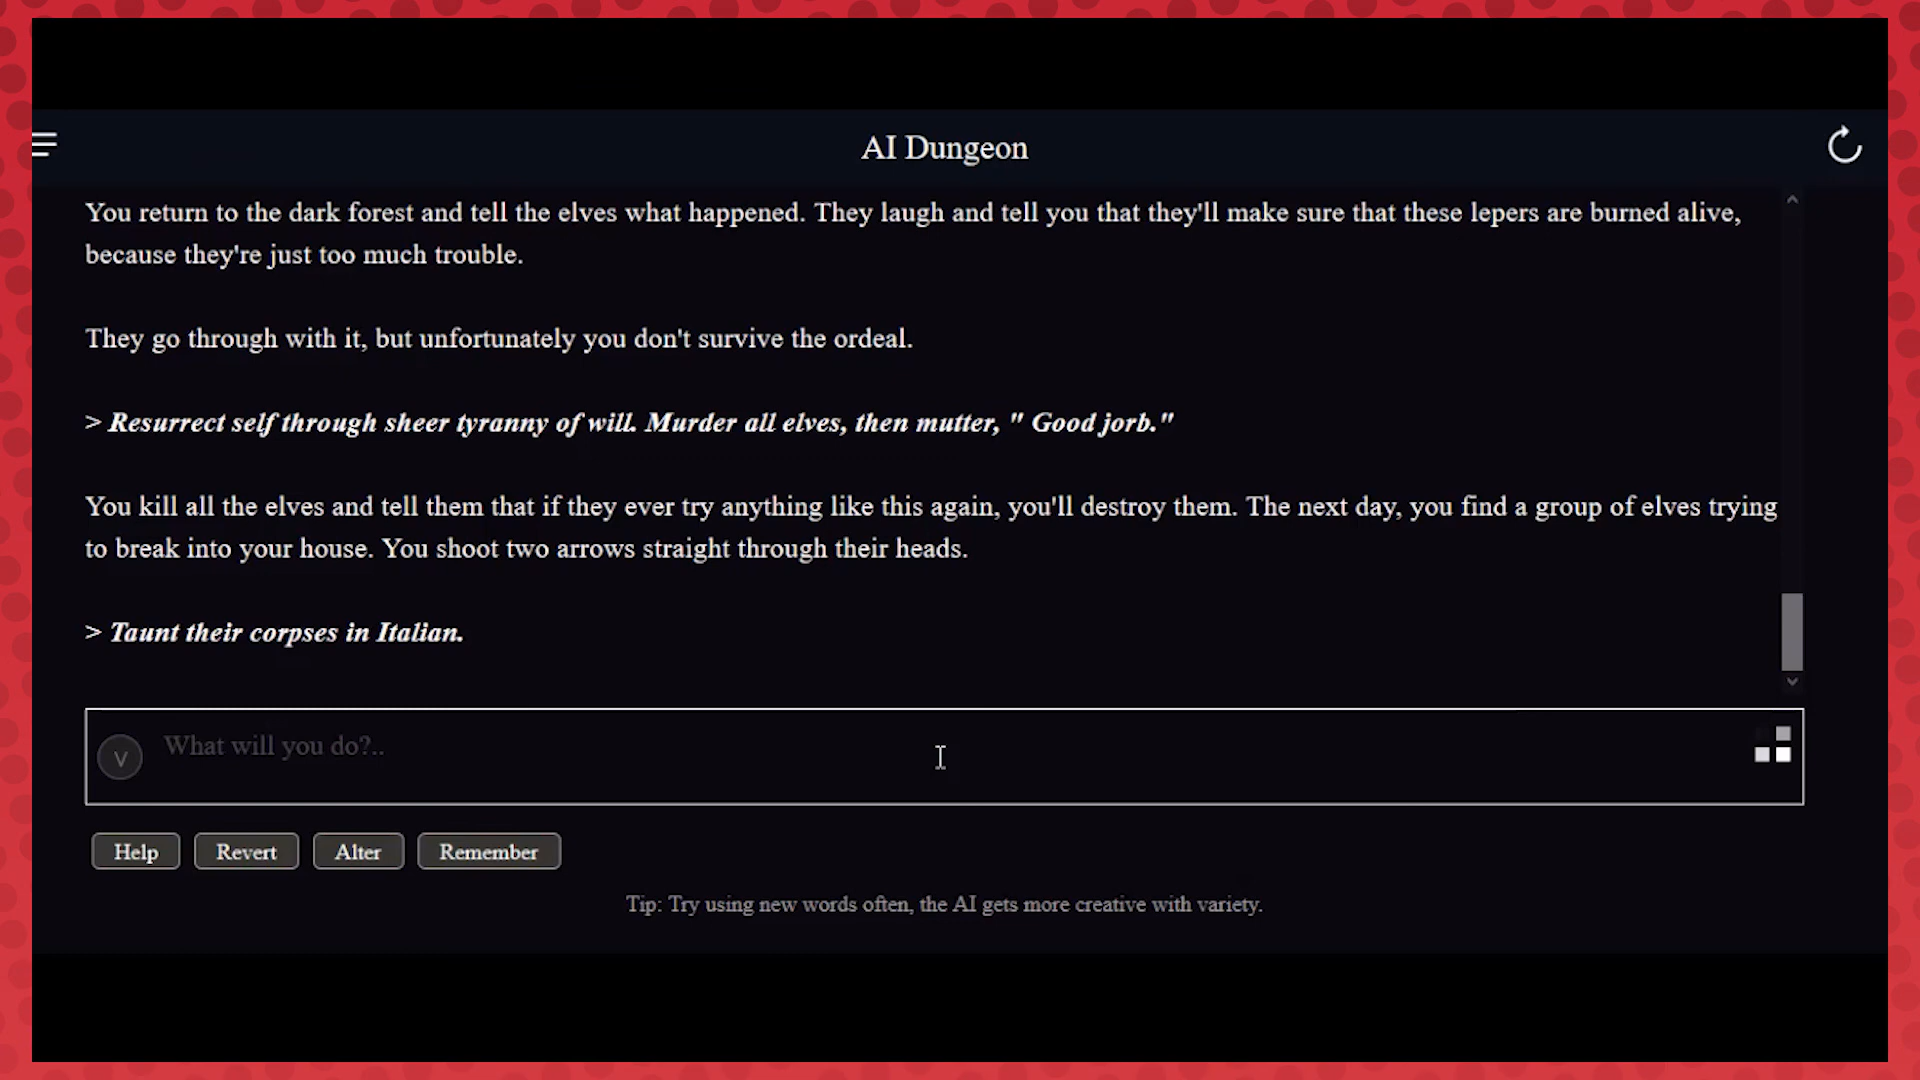 AI Dungeon
You return to the dark forest and tell the elves what happened. They laugh and tell you that they'll make sure that these lepers are burned alive,
because they're just too much trouble.
They go through with it, but unfortunately you don't survive the ordeal.
> Resurrect self through sheer tyranny of will. Murder all elves, then mutter, " Good jorb."
You kill all the elves and tell them that if they ever try anything like this again, you'll destroy them. The next day, you find a group of elves trying
to break into your house. You shoot two arrows straight through their heads.
> Taunt their corpses in Italian.
V What will you do?..
Help Revert Alter Remember
Tip: Try using new words often, the AI gets more creative with variety.